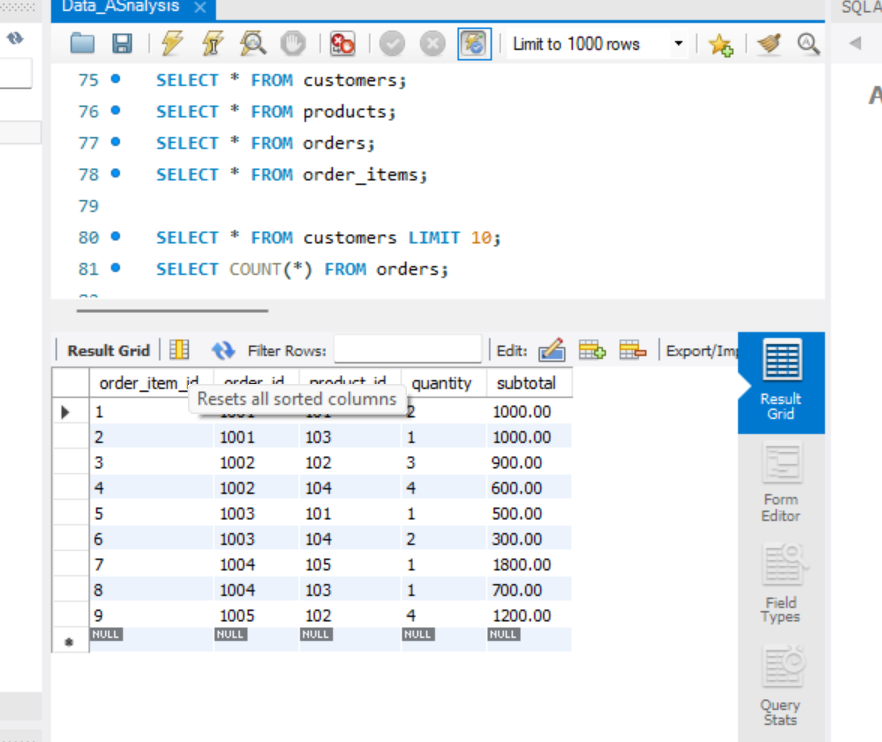 Data_ASnalysis ×
SQLA
Limit to 1000 rows
75 SELECT * FROM customers;
76 SELECT * FROM products;
77 SELECT * FROM orders;
78 SELECT * FROM order_items;
79
80 SELECT * FROM customers LIMIT 10;
81 SELECT COUNT(*) FROM orders;
A
Result Grid Filter Rows: Edit: Export/Imp
order_item_id order_id product_id quantity subtotal
Resets all sorted columns
1 1001 101 2 1000.00
2 1001 103 1 1000.00
3 1002 102 3 900.00
4 1002 104 4 600.00
5 1003 101 1 500.00
6 1003 104 2 300.00
7 1004 105 1 1800.00
8 1004 103 1 700.00
9 1005 102 4 1200.00
NULL NULL NULL NULL NULL
Result
Grid
Form
Editor
Field
Types
Query
Stats